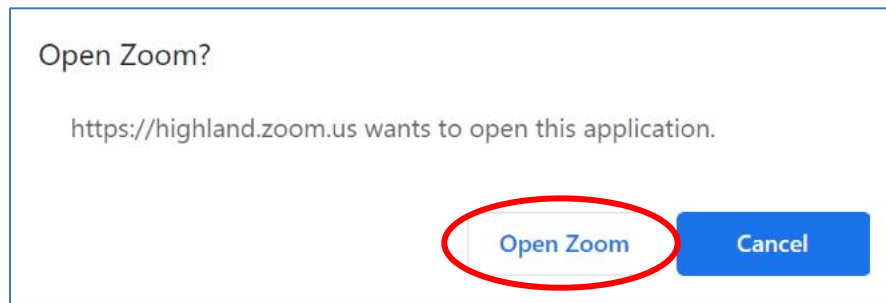 Open Zoom?
https://highland.zoom.us wants to open this application.
Open Zoom Cancel